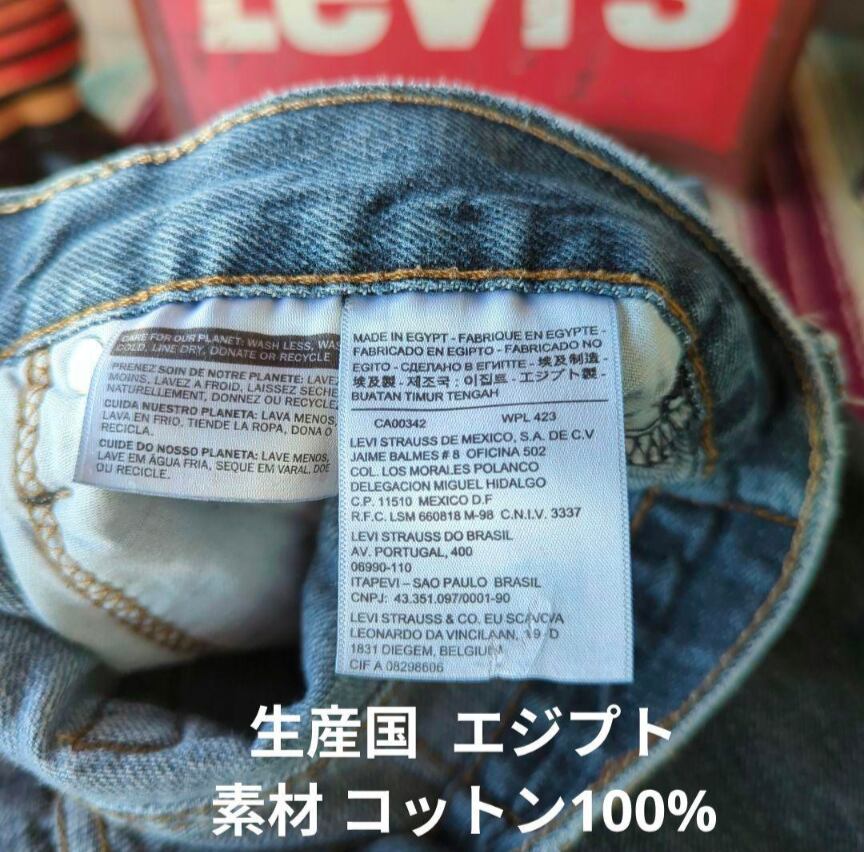 Levi's
CARE FOR OUR PLANET: WASH LESS, WAS
COLD, LINE DRY, DONATE OR RECYCLE
PRENEZ SOIN DE NOTRE PLANETE: LAVE
MOINS, LAVEZ A FROID, LAISSEZ SECHE
NATURELLEMENT, DONNEZ OU RECYCLE
CUIDA NUESTRO PLANETA: LAVA MENOS,
LAVA EN FRIO, TIENDE LA ROPA, DONA O
RECICLA.
CUIDE DO NOSSO PLANETA: LAVE MENOS,
LAVE EM ÁGUA FRIA, SEQUE EM VARAL, DOE
OU RECICLE.
MADE IN EGYPT - FABRIQUE EN EGYPTE -
FABRICADO EN EGIPTO - FABRICADO NO
EGITO - СДЕЛАНО В ЕГИПТЕ - 埃及制造 -
埃及製 - 제조국 : 이집트 - エジプト製 -
BUATAN TIMUR TENGAH
CA00342 WPL 423
LEVI STRAUSS DE MEXICO, S.A. DE C.V
JAIME BALMES # 8 OFICINA 502
COL. LOS MORALES POLANCO
DELEGACION MIGUEL HIDALGO
C.P. 11510 MEXICO D.F
R.F.C. LSM 660818 M-98 C.N.I.V. 3337
LEVI STRAUSS DO BRASIL
AV. PORTUGAL, 400
06990-110
ITAPEVI – SAO PAULO BRASIL
CNPJ: 43.351.097/0001-90
LEVI STRAUSS & CO. EU SCA/CVA
LEONARDO DA VINCILAAN, 19-D
1831 DIEGEM, BELGIUM
CIF A 08298606
生産国 エジプト
素材 コットン100%